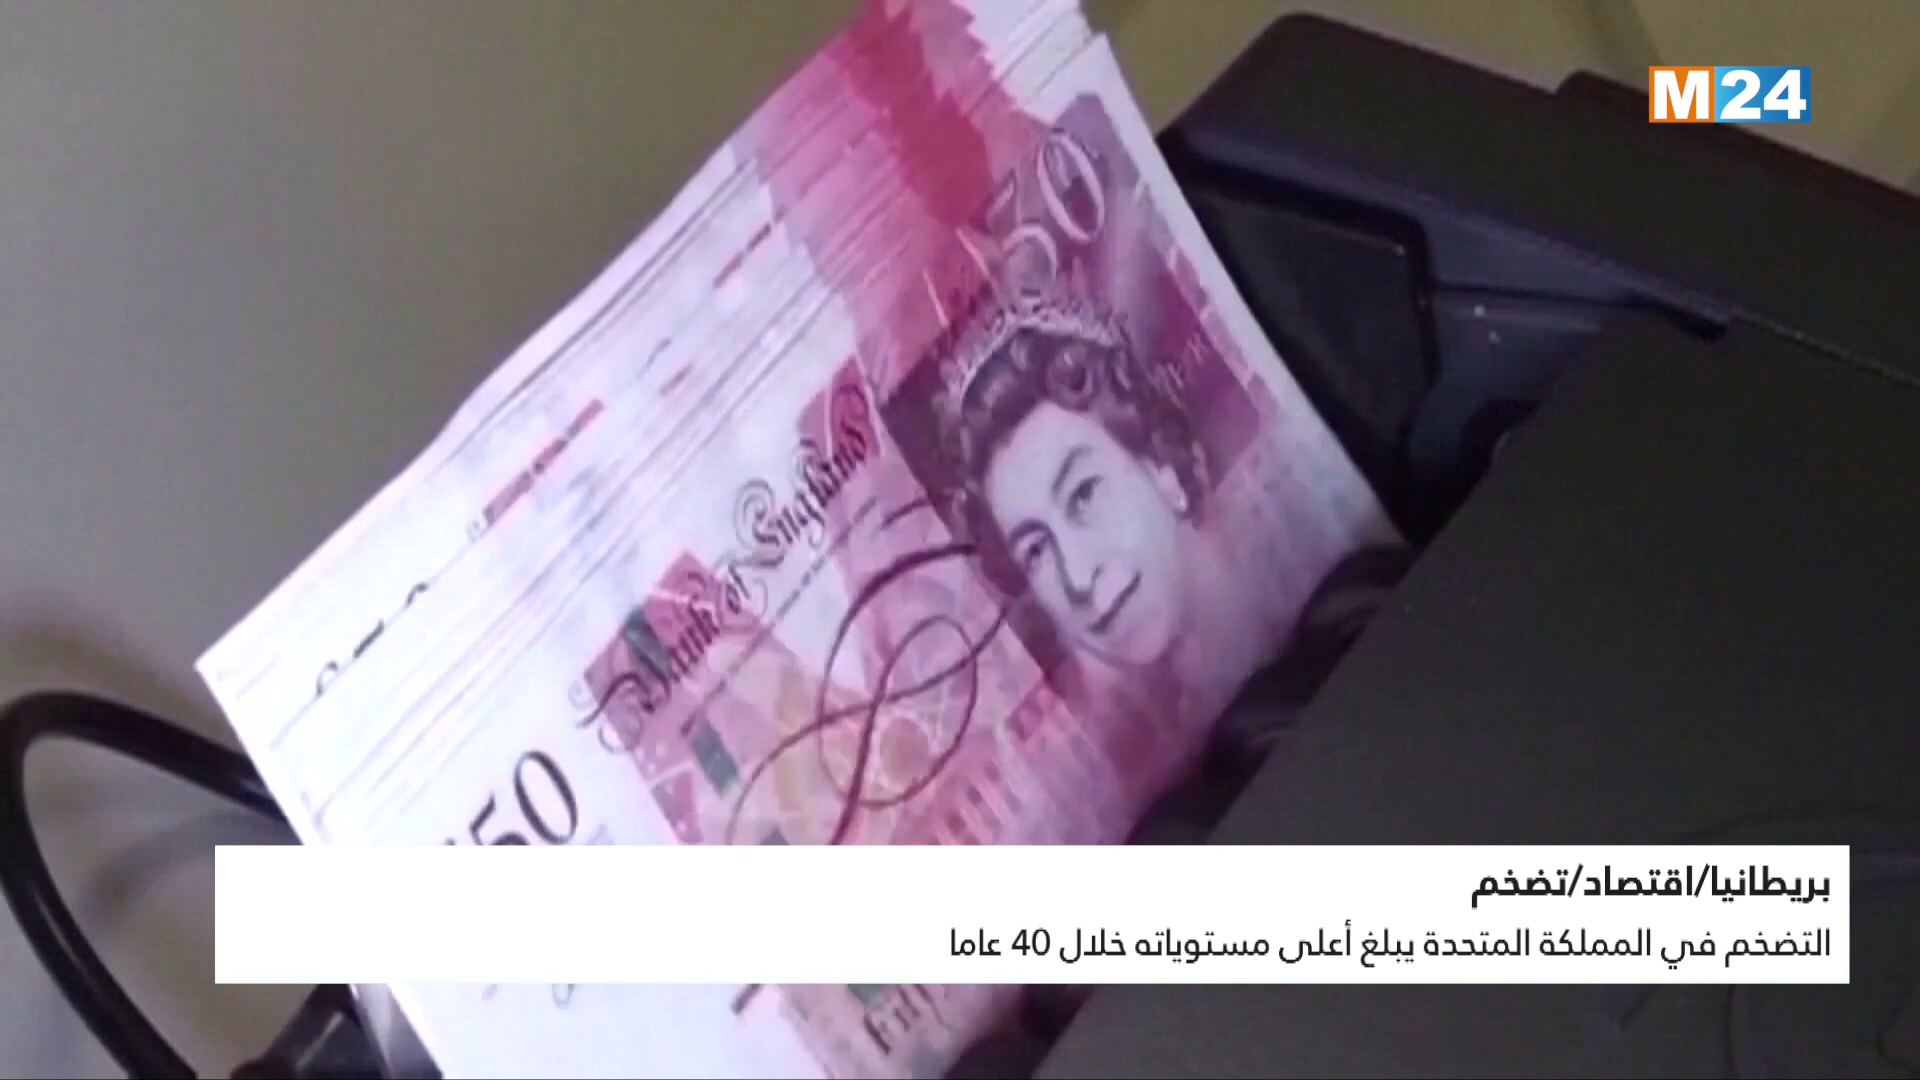 M24
50
Bank of England
50
بريطانيا/اقتصاد/تضخم
التضخم في المملكة المتحدة يبلغ أعلى مستوياته خلال 40 عاما